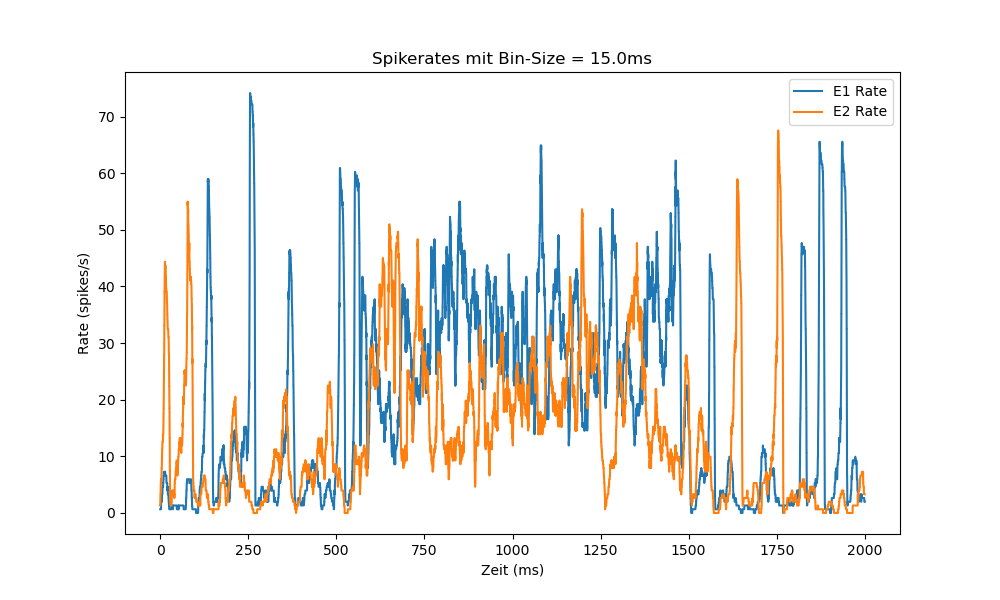 Spikerates mit Bin-Size = 15.0ms
E1 Rate
E2 Rate
70
60
50
40
30
20
10
0
Rate (spikes/s)
0 250 500 750 1000 1250 1500 1750 2000
Zeit (ms)